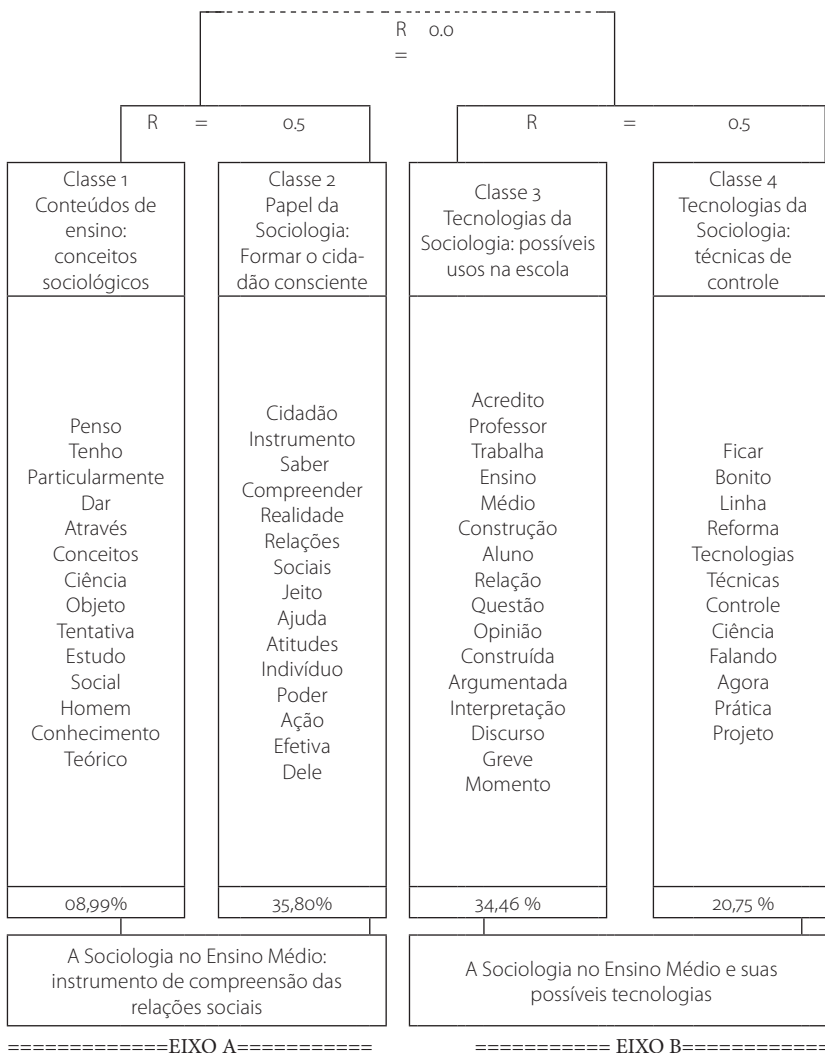 R 0.0
=
R = 0.5
R = 0.5
Classe 1
Conteúdos de
ensino:
conceitos
sociológicos
Classe 2
Papel da
Sociologia:
Formar o cida-
dão consciente
Classe 3
Tecnologias da
Sociologia: possíveis
usos na escola
Classe 4
Tecnologias da
Sociologia:
técnicas de
controle
Penso
Tenho
Particularmente
Dar
Através
Conceitos
Ciência
Objeto
Tentativa
Estudo
Social
Homem
Conhecimento
Teórico
Cidadão
Instrumento
Saber
Compreender
Realidade
Relações
Sociais
Jeito
Ajuda
Atitudes
Indivíduo
Poder
Ação
Efetiva
Dele
Acredito
Professor
Trabalha
Ensino
Médio
Construção
Aluno
Relação
Questão
Opinião
Construída
Argumentada
Interpretação
Discurso
Greve
Momento
Ficar
Bonito
Linha
Reforma
Tecnologias
Técnicas
Controle
Ciência
Falando
Agora
Prática
Projeto
08,99%
35,80%
34,46 %
20,75 %
A Sociologia no Ensino Médio:
instrumento de compreensão das
relações sociais
A Sociologia no Ensino Médio e suas
possíveis tecnologias
=============EIXO A===========
=========== EIXO B============